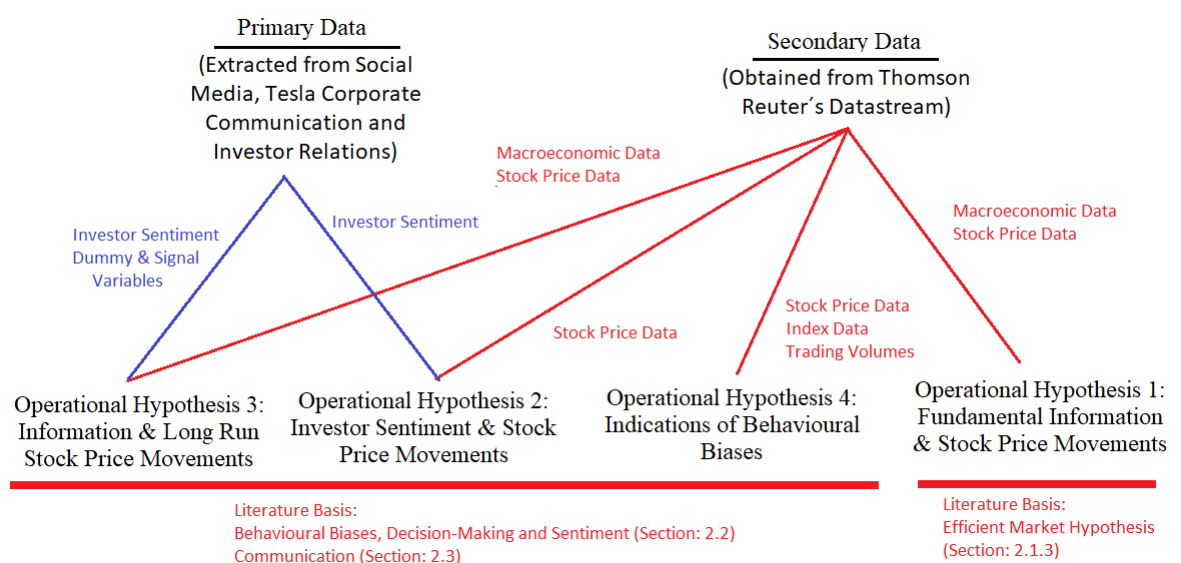 Primary Data
(Extracted from Social
Media, Tesla Corporate
Communication and
Investor Relations)
Secondary Data
(Obtained from Thomson
Reuter´s Datastream)
Macroeconomic Data
Stock Price Data
Investor Sentiment
Dummy & Signal
Variables
Investor Sentiment
Macroeconomic Data
Stock Price Data
Stock Price Data
Stock Price Data
Index Data
Trading Volumes
Operational Hypothesis 3:
Information & Long Run
Stock Price Movements
Operational Hypothesis 2:
Investor Sentiment & Stock
Price Movements
Operational Hypothesis 4:
Indications of Behavioural
Biases
Operational Hypothesis 1:
Fundamental Information
& Stock Price Movements
Literature Basis:
Behavioural Biases, Decision-Making and Sentiment (Section: 2.2)
Communication (Section: 2.3)
Literature Basis:
Efficient Market Hypothesis
(Section: 2.1.3)